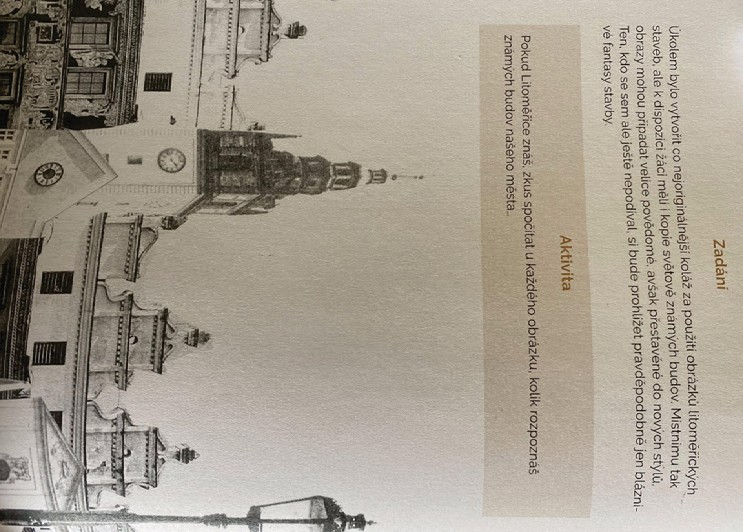 Zadání
Úkolem bylo vytvořit co nejoriginálnější koláž za použití obrázků litoměřických
staveb, ale k dispozici žáci měli i kopie světově známých budov. Místnímu tak
obrazy mohou připadat velice povědomé, avšak přestavěné do nových stylů.
Ten, kdo se sem ale ještě nepodíval, si bude prohlížet pravděpodobně jen blázni-
vé fantasy stavby.
Aktivita
Pokud Litoměřice znáš, zkus spočítat u každého obrázku, kolik rozpoznáš
známých budov našeho města..